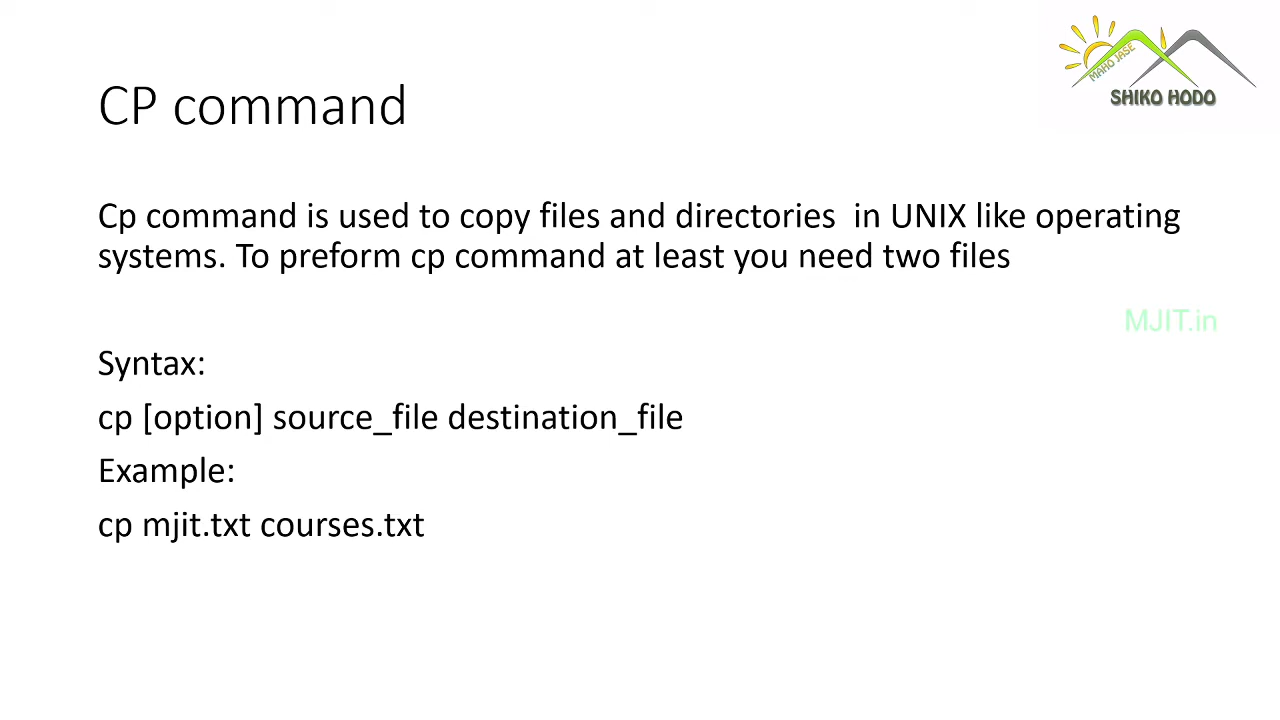 MAHO JASE
SHIKO HODO
CP command
Cp command is used to copy files and directories  in UNIX like operating
systems. To preform cp command at least you need two files
MJIT.in
Syntax:
cp [option] source_file destination_file
Example:
cp mjit.txt courses.txt